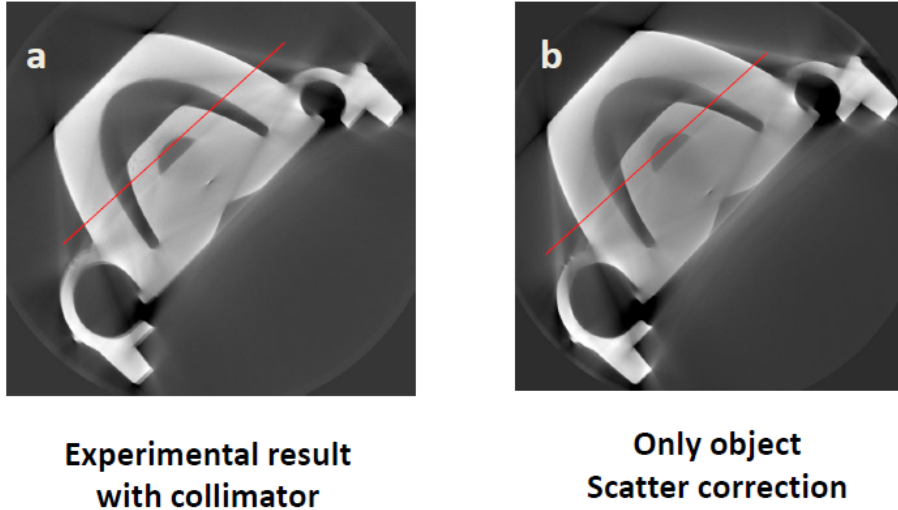 a
b
Experimental result
with collimator
Only object
Scatter correction